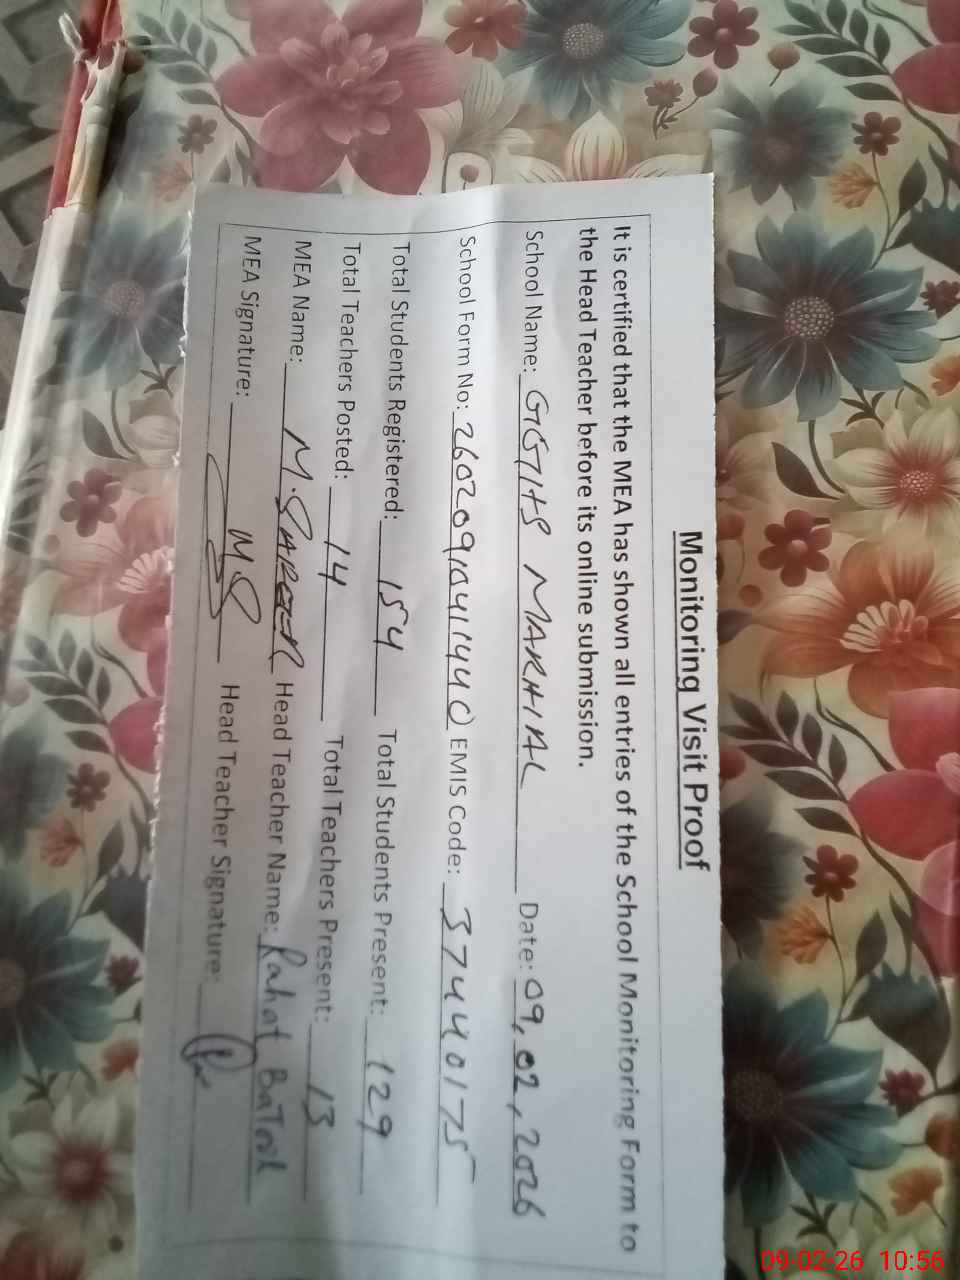 Monitoring Visit Proof
It is certified that the MEA has shown all entries of the School Monitoring Form to
the Head Teacher before its online submission.
School Name: GGHS MAKHIAL Date: 09,02,2026
School Form No: 26020910411440 EMIS Code: 37440175
Total Students Registered: 154 Total Students Present: 129
Total Teachers Posted: 14 Total Teachers Present: 13
MEA Name: M. Head Teacher Name: Rahat Batool
MEA Signature: MS Head Teacher Signature:
09-02-26 10:56